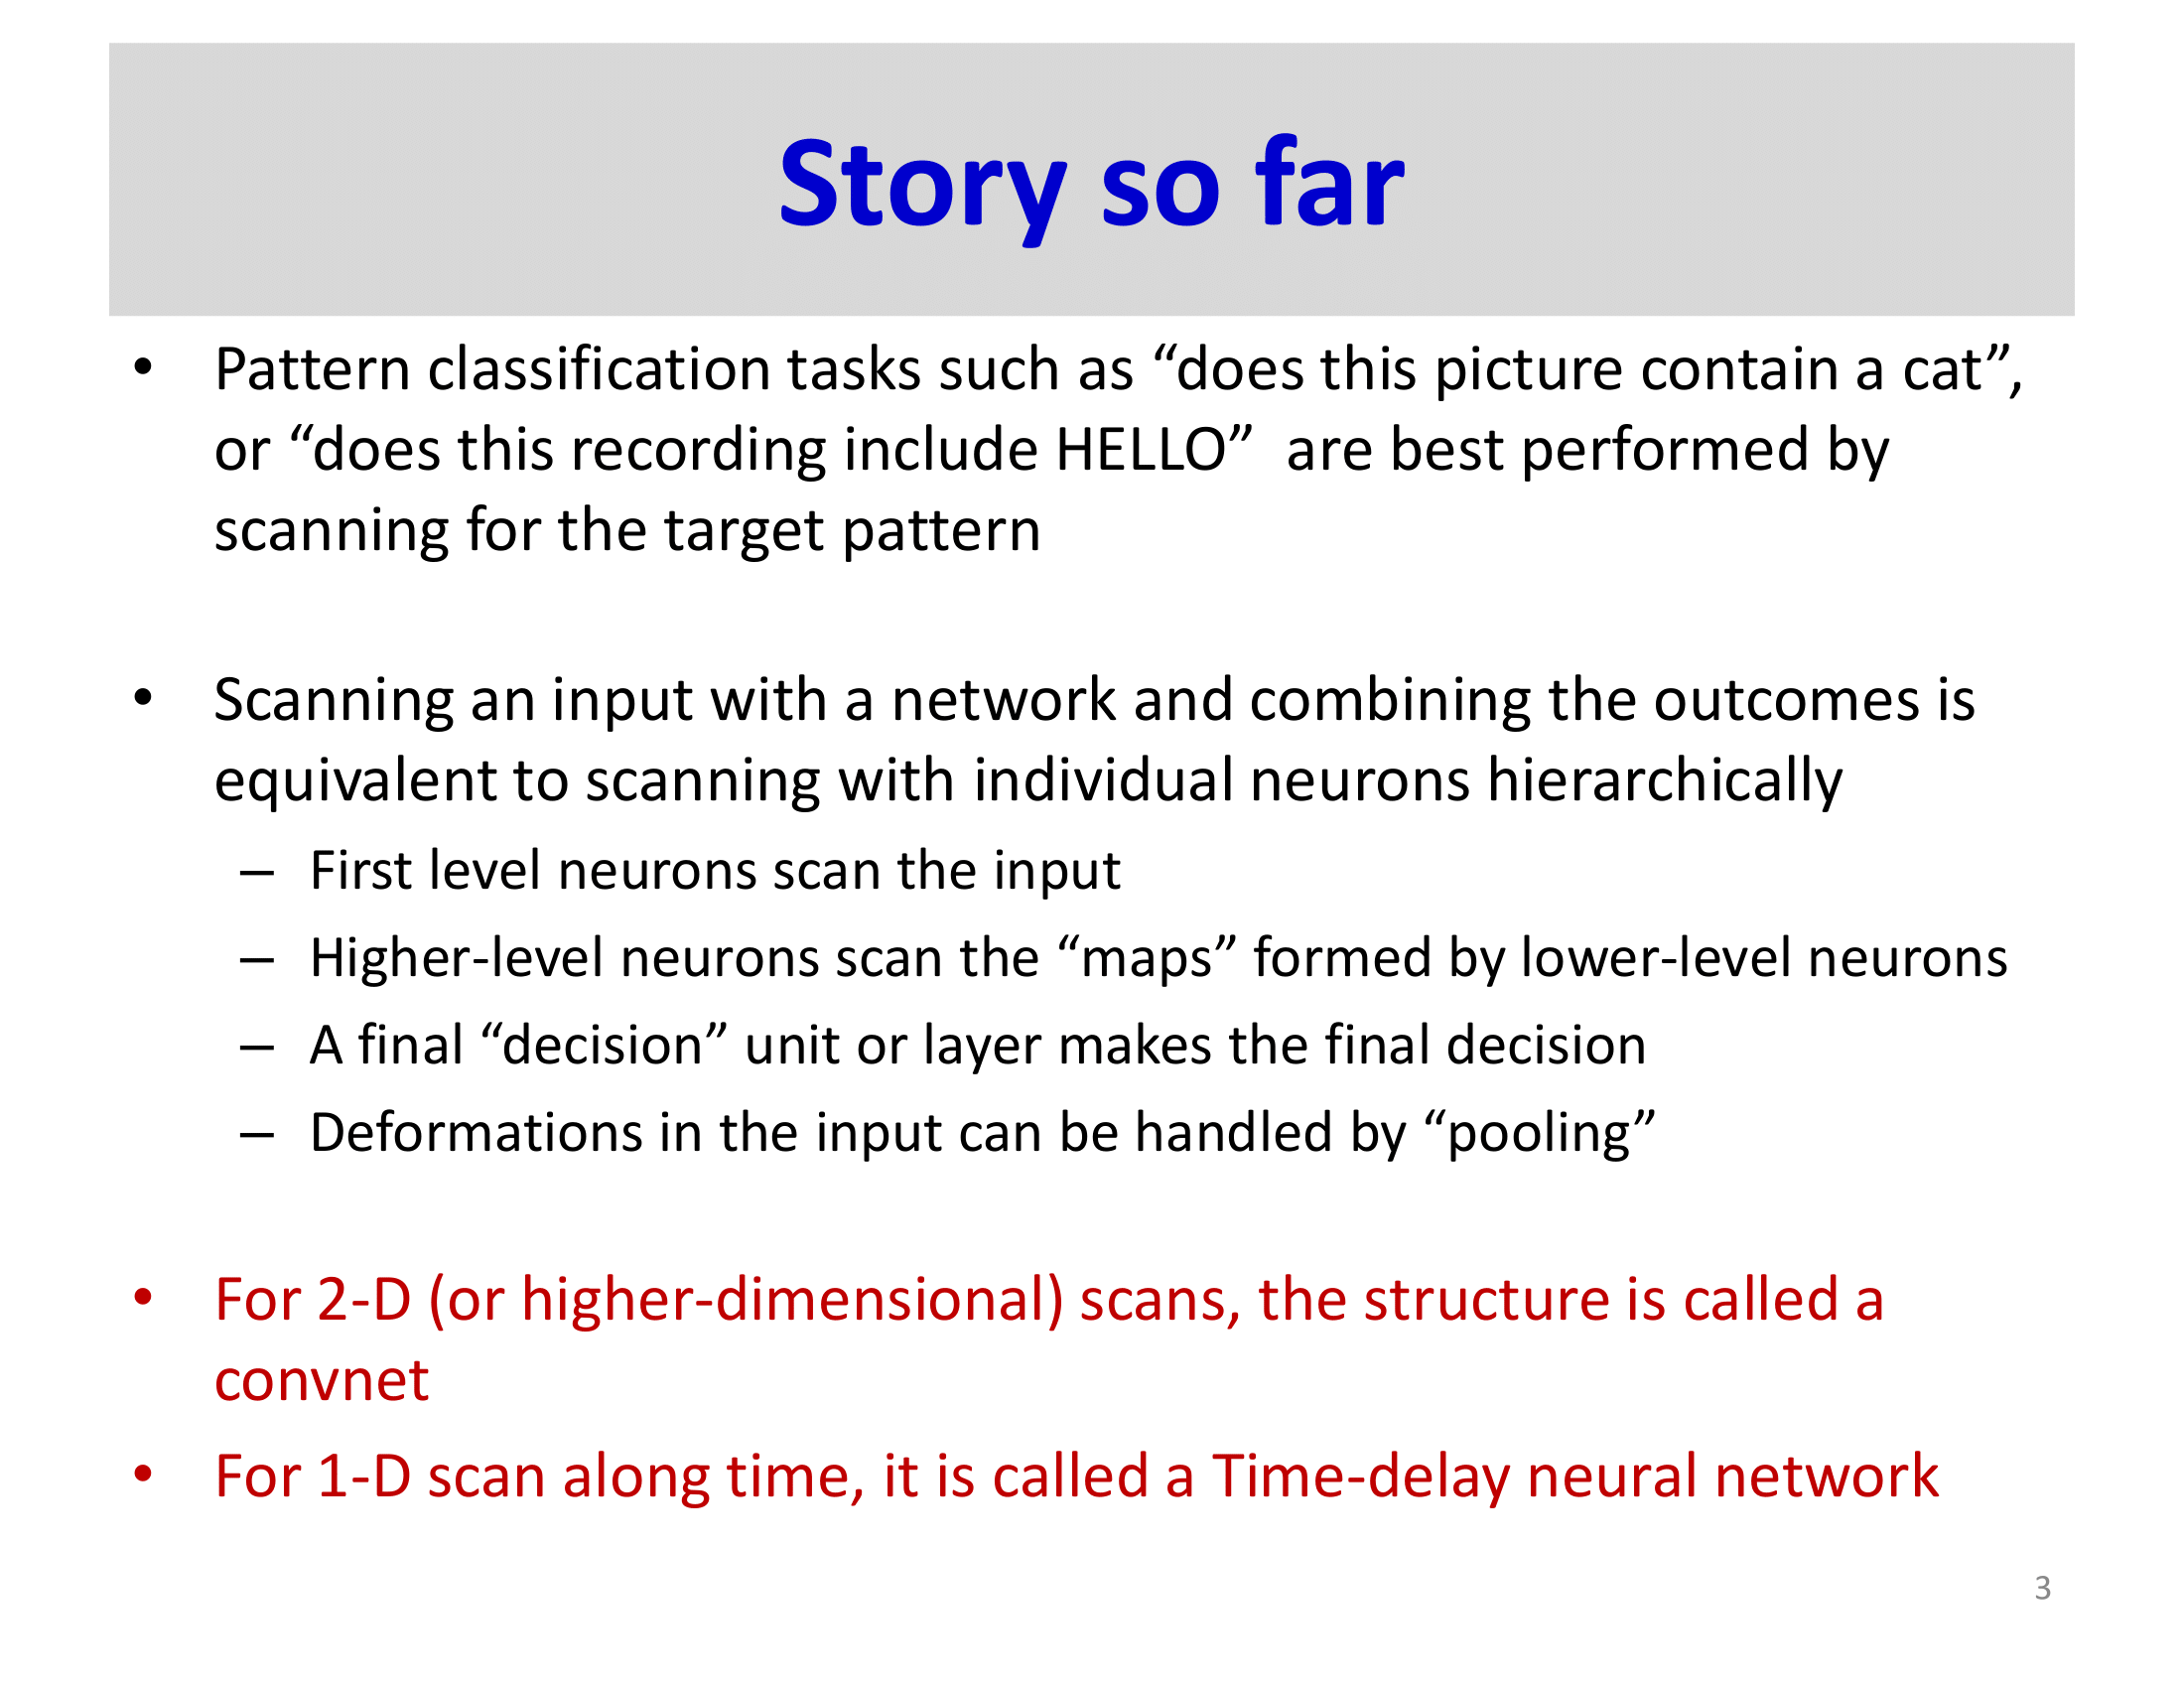 Story so far
• Pattern classification tasks such as “does this picture contain a cat”,
or “does this recording include HELLO”  are best performed by
scanning for the target pattern
• Scanning an input with a network and combining the outcomes is
equivalent to scanning with individual neurons hierarchically
– First level neurons scan the input
– Higher-level neurons scan the “maps” formed by lower-level neurons
– A final “decision” unit or layer makes the final decision
– Deformations in the input can be handled by “pooling”
• For 2-D (or higher-dimensional) scans, the structure is called a
convnet
• For 1-D scan along time, it is called a Time-delay neural network
3